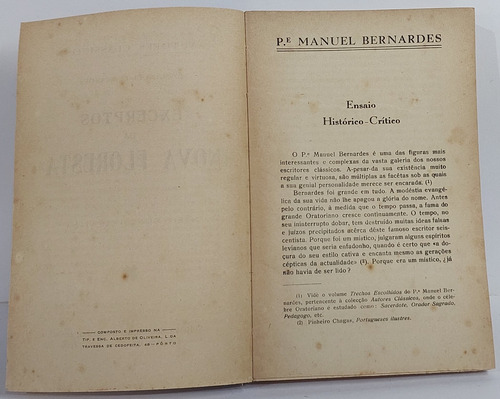 COMPOSTO E IMPRESSO NA
TIP. E ENC. ALBERTO DE OLIVEIRA, L.DA
TRAVESSA DE CEDOFEITA, 48 — PÔRTO
P.E MANUEL BERNARDES
Ensaio
Histórico-Crítico
O P.e Manuel Bernardes é uma das figuras mais
interessantes e complexas da vasta galeria dos nossos
escritores clássicos. A-pesar-da sua existência muito
regular e virtuosa, são múltiplas as facêtas sob as quais
a sua genial personalidade merece ser encarada. (1)
Bernardes foi grande em tudo. A modéstia evangé-
lica da sua vida não lhe apagou a glória do nome. Antes
pelo contrário, à medida que o tempo passa, a fama do
grande Oratoriano cresce continuamente. O tempo, no
seu ininterrupto dobar, tem destruído muitas ideias falsas
e juízos precipitados acêrca dêste famoso escritor seis-
centista. Porque foi um místico, julgaram alguns espíritos
que seria enfadonho, quando é certo que «a do-
çura do seu estilo cativa e encanta mesmo as gerações
cépticas da actualidade» (2). Porque era um místico, ¿já
não havia de ser lido?
(1) Vide o volume Trechos Escolhidos do P.e Manuel Ber-
nardes, pertencente à colecção Autores Clássicos, onde o céle-
bre Oratoriano é estudado como: Sacerdote, Orador Sagrado,
Pedagogo, etc.
(2) Pinheiro Chagas, Portugueses ilustres.